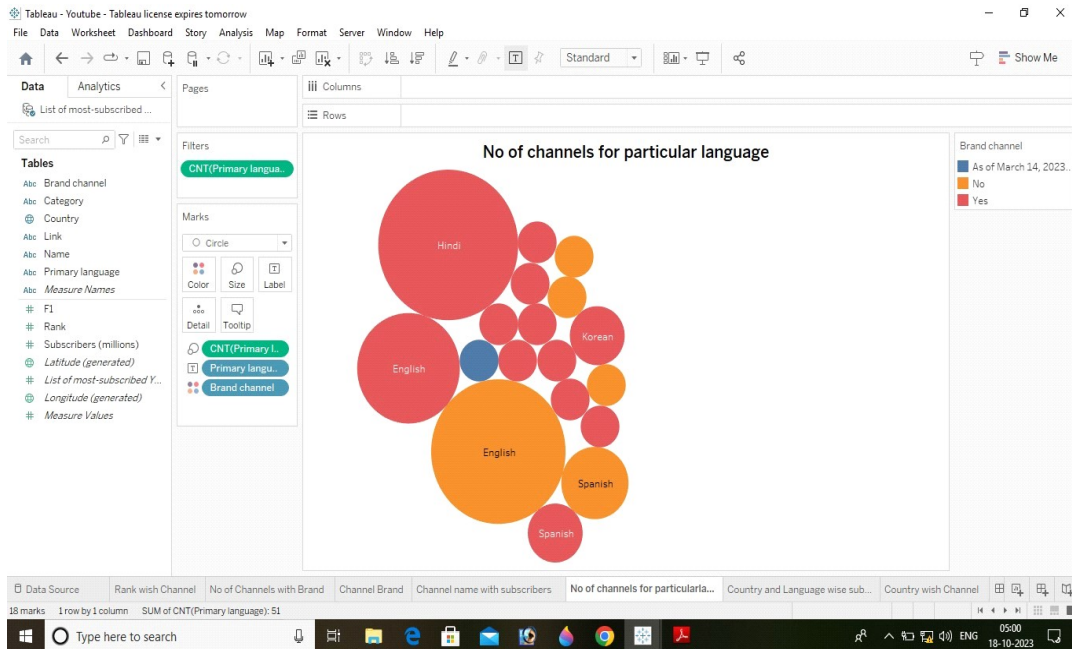 Tableau - Youtube - Tableau license expires tomorrow
File Data Worksheet Dashboard Story Analysis Map Format Server Window Help
Standard
Show Me
Data Analytics
List of most-subscribed ...
Search
Tables
Abc Brand channel
Abc Category
Country
Abc Link
Abc Name
Abc Primary language
Abc Measure Names
# F1
# Rank
# Subscribers (millions)
Latitude (generated)
# List of most-subscribed Y...
Longitude (generated)
# Measure Values
Pages
Filters
CNT(Primary langua..
Marks
Circle
Color Size Label
Detail Tooltip
CNT(Primary l..
Primary langu..
Brand channel
Columns
Rows
No of channels for particular language
Hindi
Korean
English
English
Spanish
Spanish
Brand channel
As of March 14, 2023..
No
Yes
Data Source Rank wish Channel No of Channels with Brand Channel Brand Channel name with subscribers No of channels for particularla... Country and Language wise sub... Country wish Channel
18 marks 1 row by 1 column SUM of CNT(Primary language): 51
Type here to search
ENG
05:00
18-10-2023